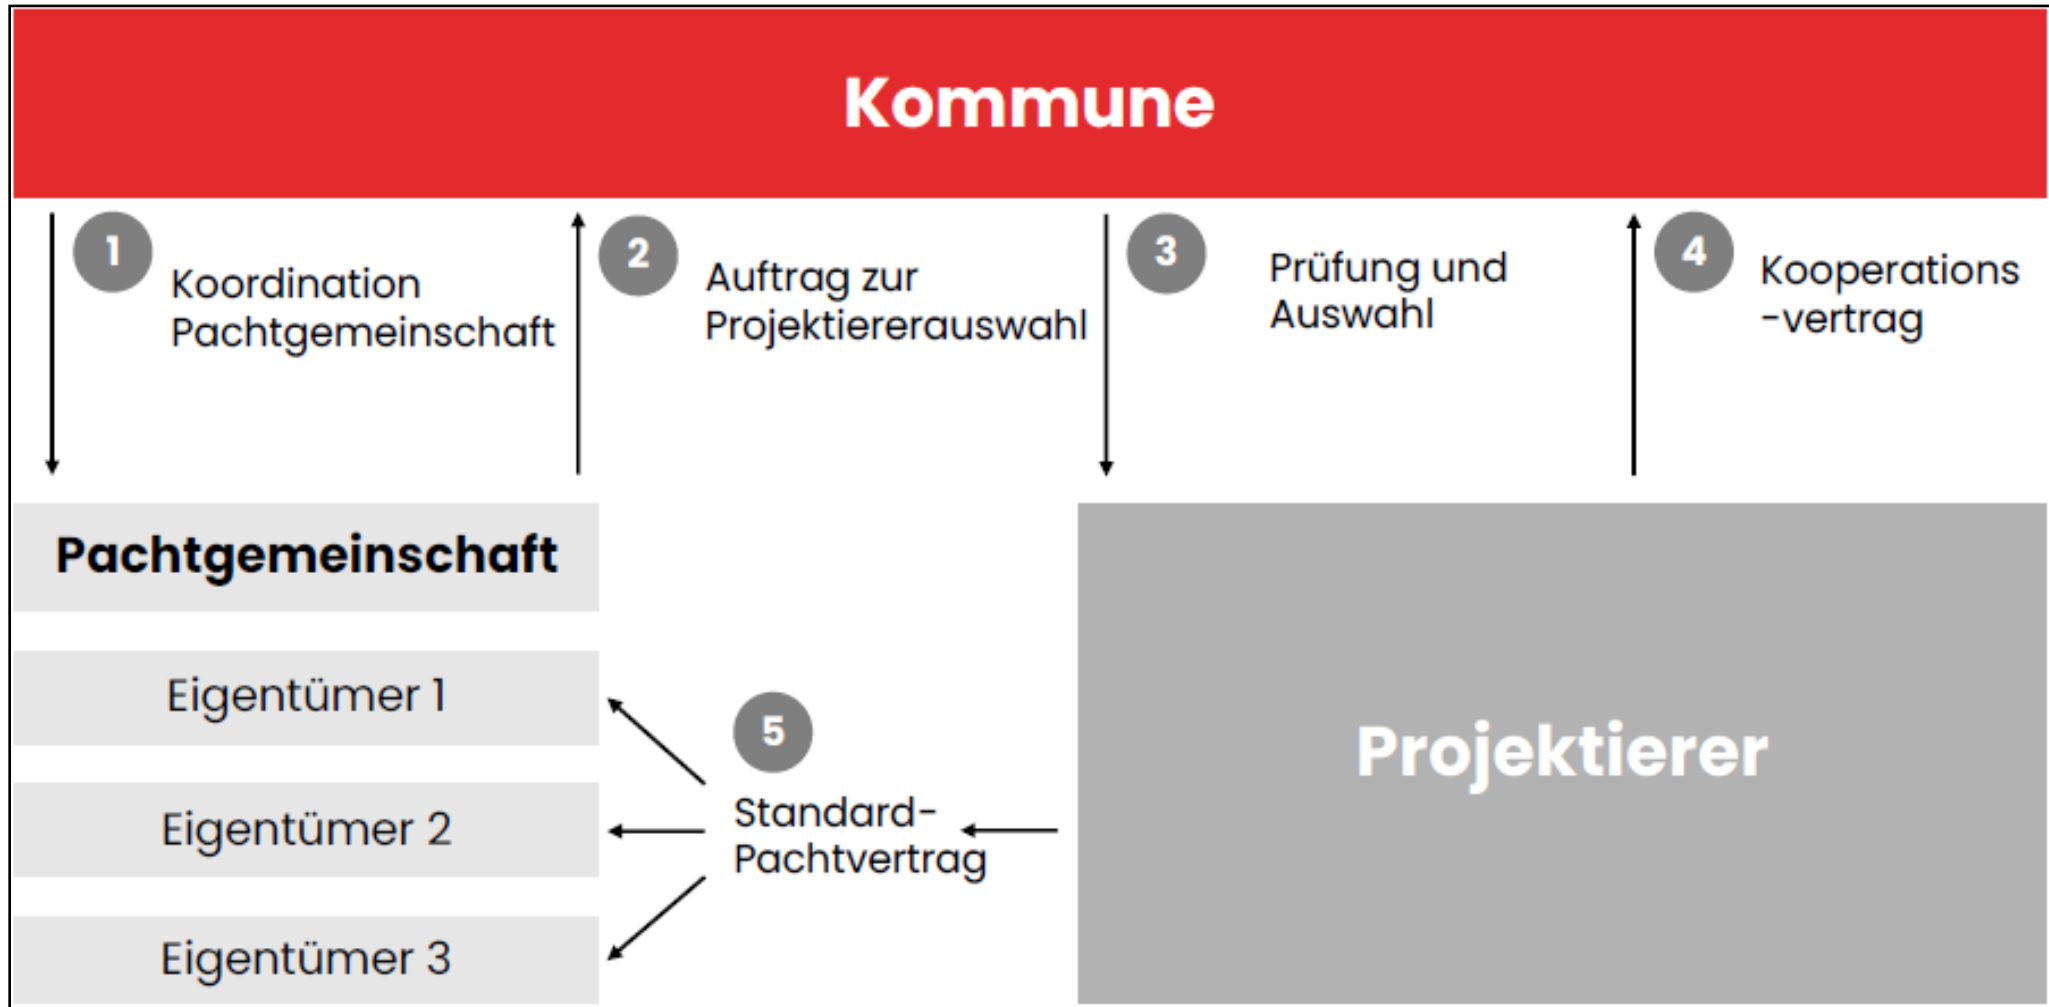 Kommune
1
Koordination
Pachtgemeinschaft
2
Auftrag zur
Projektiererauswahl
3
Prüfung und
Auswahl
4
Kooperations
-vertrag
Pachtgemeinschaft
Eigentümer 1
Eigentümer 2
Eigentümer 3
5
Standard-
Pachtvertrag
Projektierer